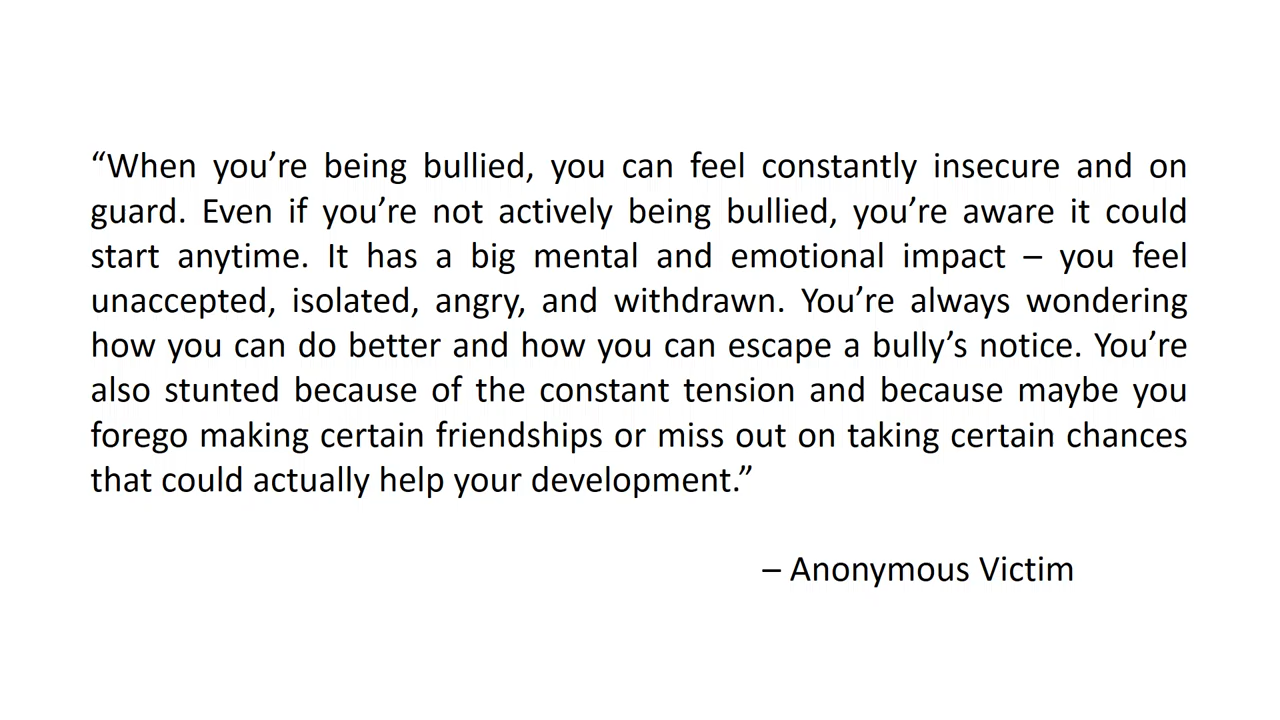 “When you’re being bullied, you can feel constantly insecure and on
guard. Even if you’re not actively being bullied, you’re aware it could
start anytime. It has a big mental and emotional impact – you feel
unaccepted, isolated, angry, and withdrawn. You’re always wondering
how you can do better and how you can escape a bully’s notice. You’re
also stunted because of the constant tension and because maybe you
forego making certain friendships or miss out on taking certain chances
that could actually help your development.”
– Anonymous Victim